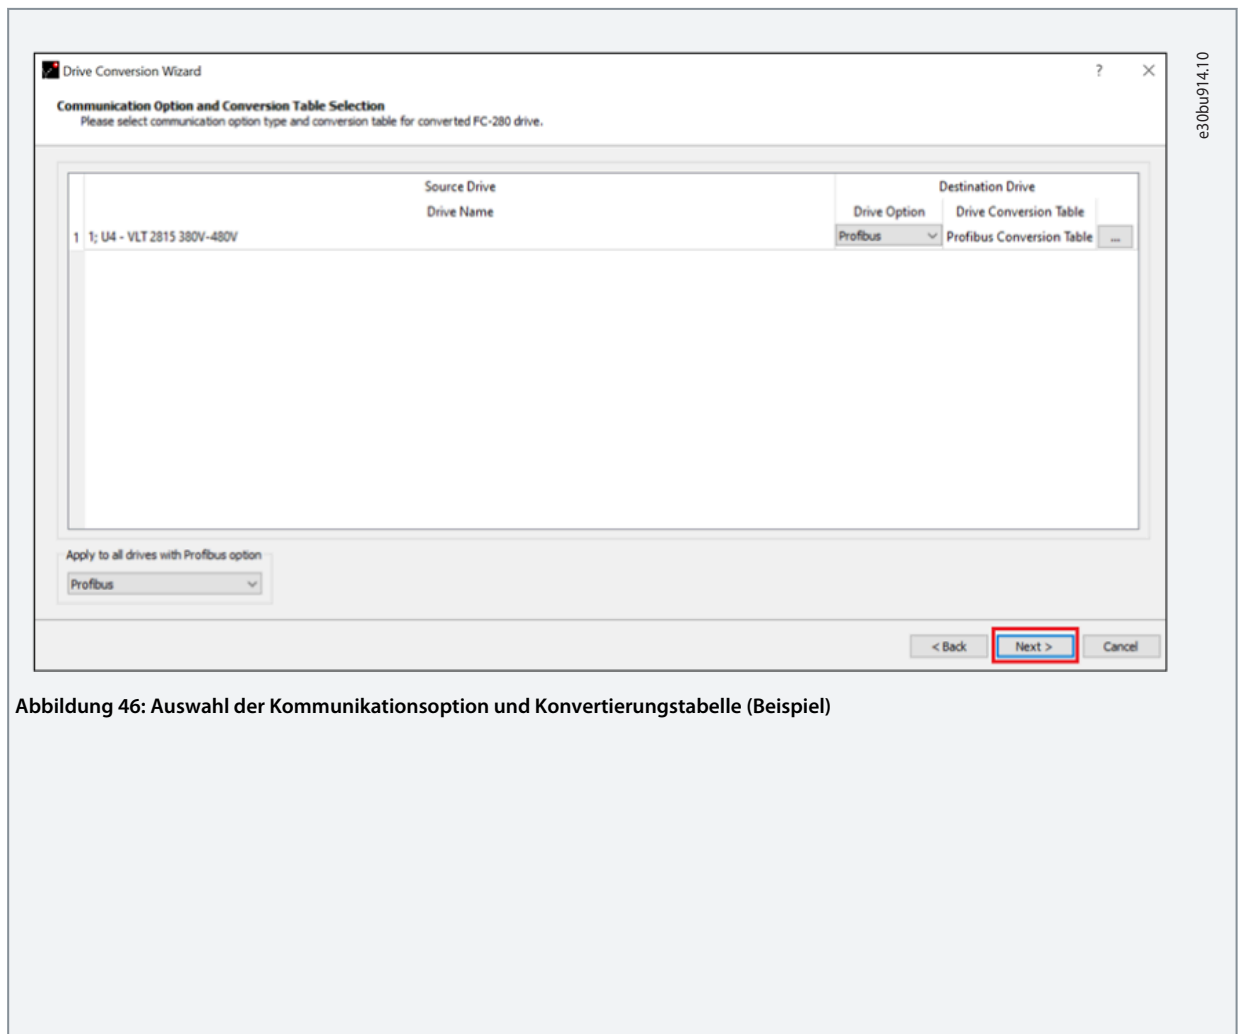 Drive Conversion Wizard
?
Communication Option and Conversion Table Selection
Please select communication option type and conversion table for converted FC-280 drive.
Source Drive Destination Drive
Drive Name Drive Option Drive Conversion Table
1 1; U4 - VLT 2815 380V-480V Profibus Profibus Conversion Table ...
Apply to all drives with Profibus option
Profibus
< Back Next > Cancel
e30bu914.10
Abbildung 46: Auswahl der Kommunikationsoption und Konvertierungstabelle (Beispiel)